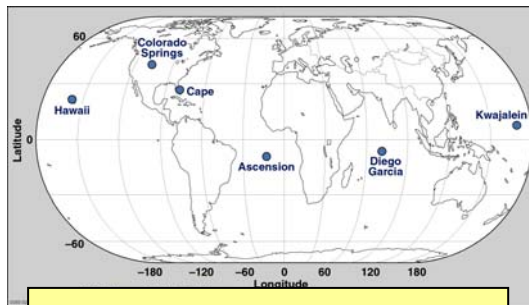 60
Colorado
Springs
Cape
Hawaii
Kwajalein
Latitude
0
Ascension
Diego
Garcia
−60
−180 −120 −60 0 60 120 180
Longitude